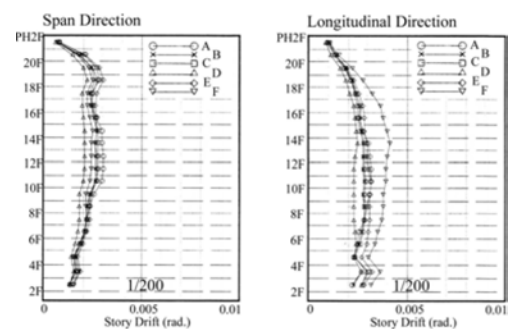 Span Direction
PH2F
20F
18F
16F
14F
12F
10F
8F
6F
4F
2F
A
B
C
D
E
F
1/200
0
0.005
0.01
Story Drift (rad.)
Longitudinal Direction
PH2F
20F
18F
16F
14F
12F
10F
8F
6F
4F
2F
A
B
C
D
E
F
1/200
0
0.005
0.01
Story Drift (rad.)